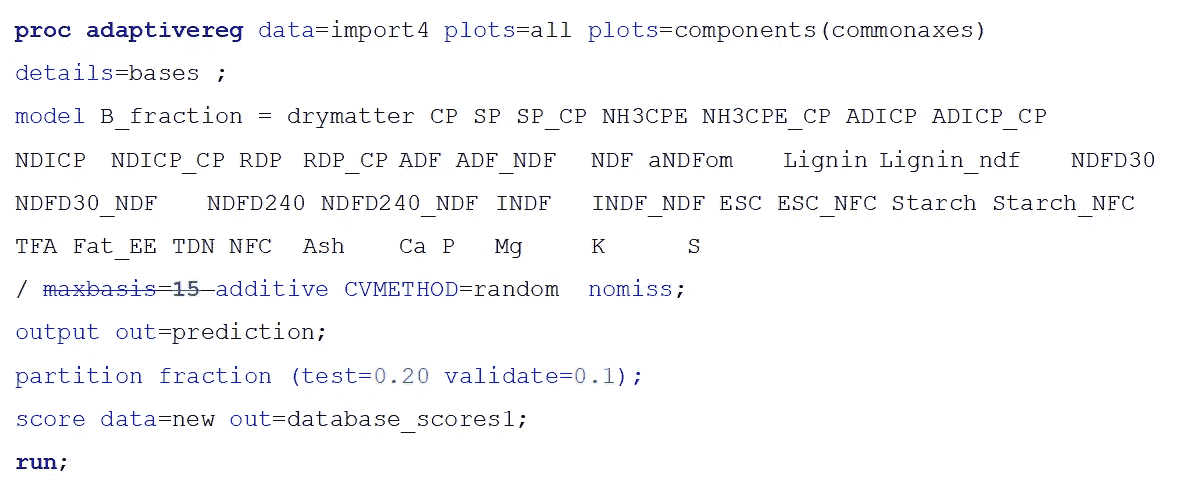 proc adaptivereg data=import4 plots=all plots=components(commonaxes)
details=bases ;
model B_fraction = drymatter CP SP SP_CP NH3CPE NH3CPE_CP ADICP ADICP_CP
NDICP NDICP_CP RDP RDP_CP ADF ADF_NDF NDF aNDFom Lignin Lignin_ndf NDFD30
NDFD30_NDF NDFD240 NDFD240_NDF INDF INDF_NDF ESC ESC_NFC Starch Starch_NFC
TFA Fat_EE TDN NFC Ash Ca P Mg K S
/ maxbasis=15 additive CVMETHOD=random nomiss;
output out=prediction;
partition fraction (test=0.20 validate=0.1);
score data=new out=database_scores1;
run;